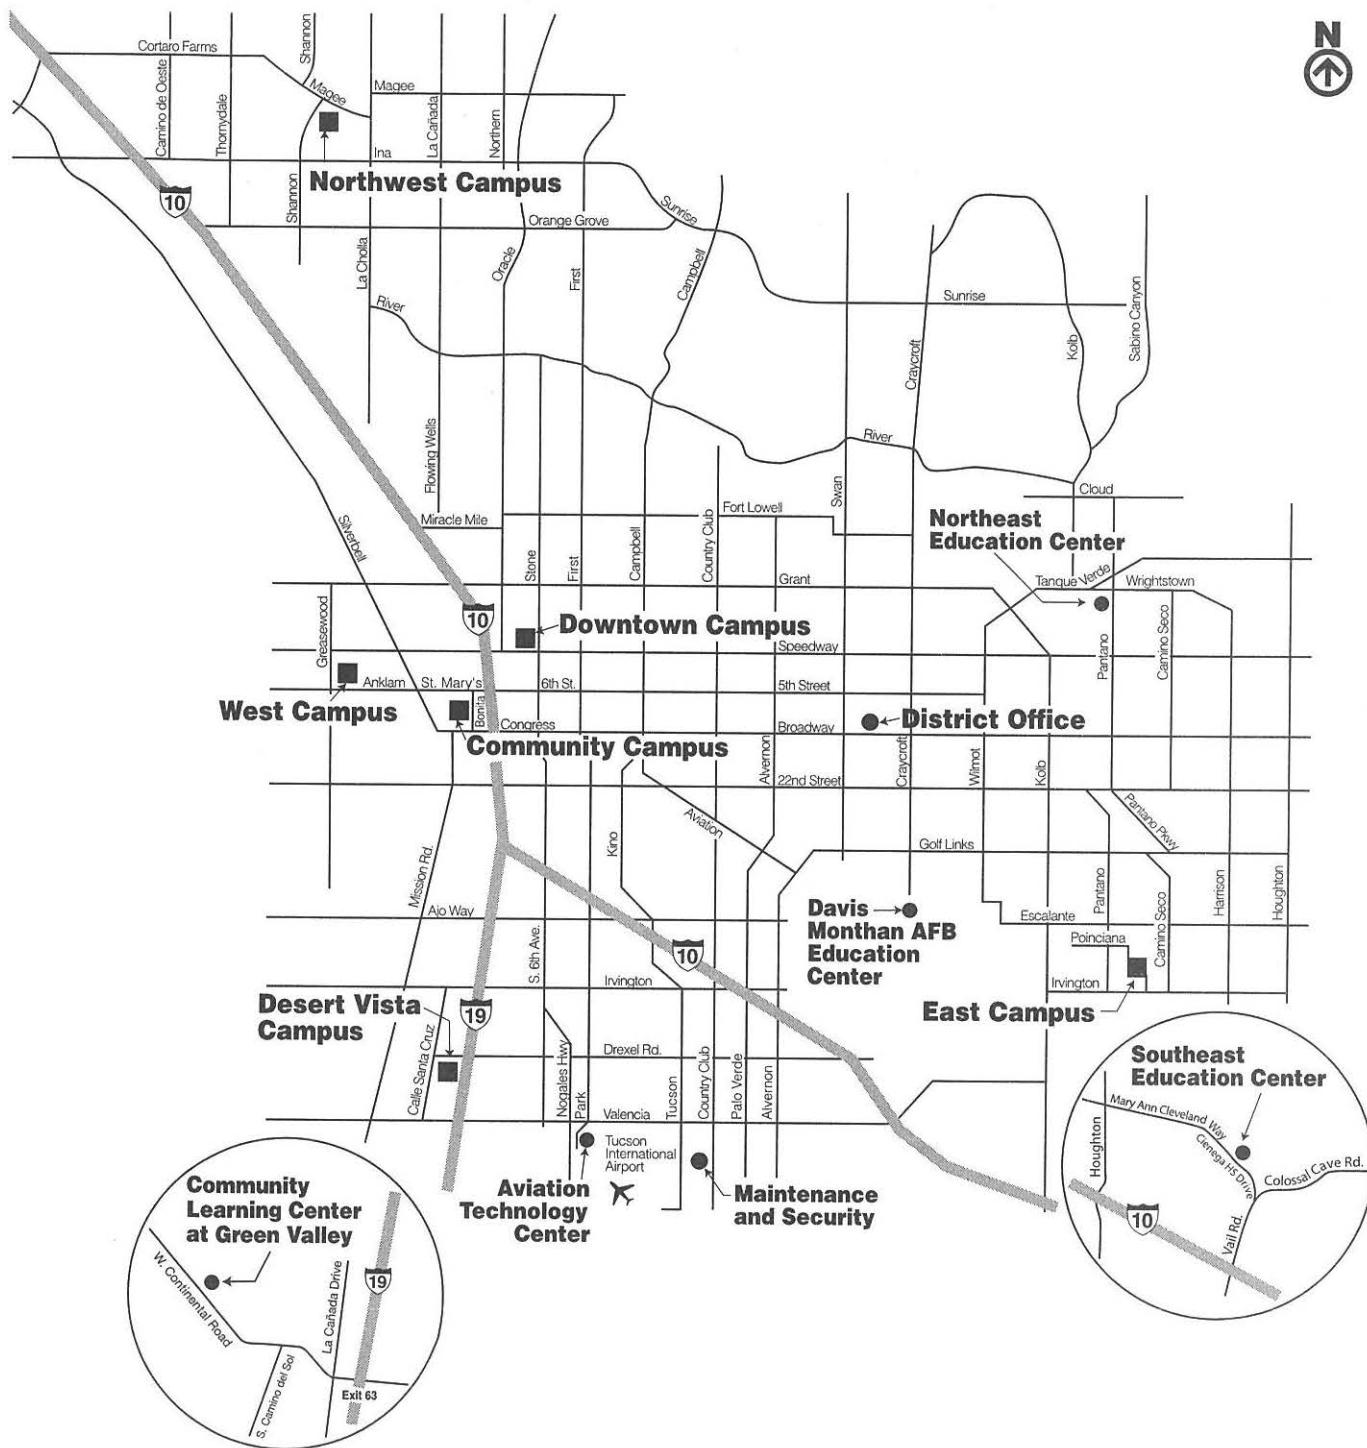 N
Cortaro Farms
Shannon
Camino de Oeste
Thornydale
Magee
Magee
La Cañada
Northern
Ina
Northwest Campus
10
Shannon
La Cholla
Orange Grove
Sunrise
Oracle
First
Campbell
Sunrise
Sabino Canyon
Kolb
River
Craycroft
River
Flowing Wells
Swan
Country Club
Cloud
Fort Lowell
Miracle Mile
Silverbell
Northeast
Education Center
Stone
First
Campbell
Grant
Tanque Verde
Wrightstown
10
Downtown Campus
Greasewood
Speedway
Pantano
Camino Seco
Anklam
St. Mary's
6th St.
5th Street
West Campus
Bonita
Congress
Broadway
District Office
Community Campus
Alvernon
22nd Street
Craycroft
Wilmot
Kolb
Aviation
Pantano Pkwy
Kino
Golf Links
Mission Rd.
Pantano
Harrison
Houghton
Ajo Way
Davis
Monthan AFB
Education
Center
Escalante
Camino Seco
Poinciana
S. 6th Ave.
10
Irvington
Irvington
East Campus
Desert Vista
Campus
19
Calle Santa Cruz
Drexel Rd.
Nogales Hwy
Park
Tucson
Country Club
Palo Verde
Alvernon
Valencia
Tucson
International
Airport
Aviation
Technology
Center
Maintenance
and Security
Southeast
Education Center
Mary Ann Cleveland Way
Houghton
Cienega HS Drive
Colossal Cave Rd.
10
Vail Rd.
Community
Learning Center
at Green Valley
W. Continental Road
La Cañada Drive
19
S. Camino del Sol
Exit 63